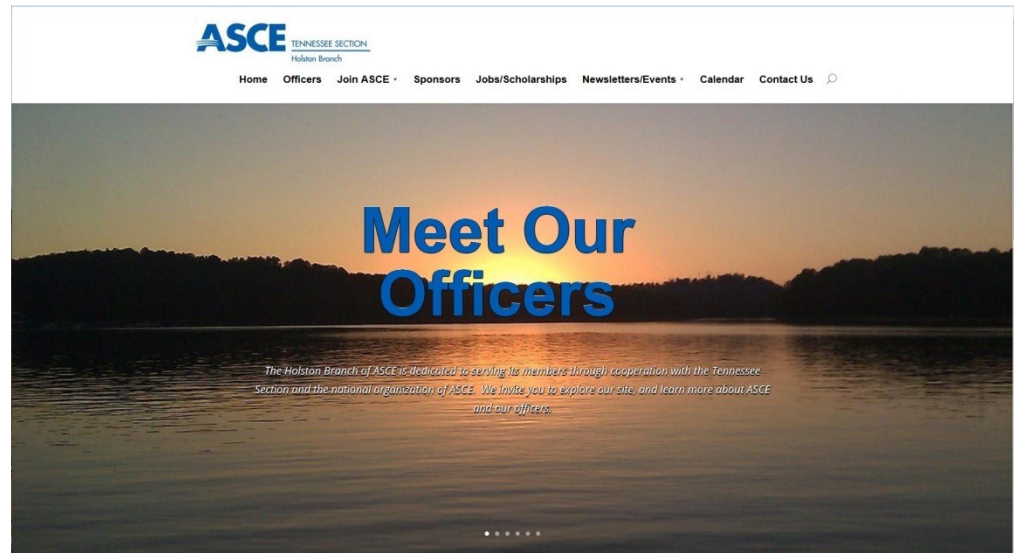 ASCE TENNESSEE SECTION
Holston Branch
Home Officers Join ASCE Sponsors Jobs/Scholarships Newsletters/Events Calendar Contact Us
Meet Our
Officers
The Holston Branch of ASCE is dedicated to serving its members through cooperation with the Tennessee
Section and the national organization of ASCE. We invite you to explore our site, and learn more about ASCE
and our officers.